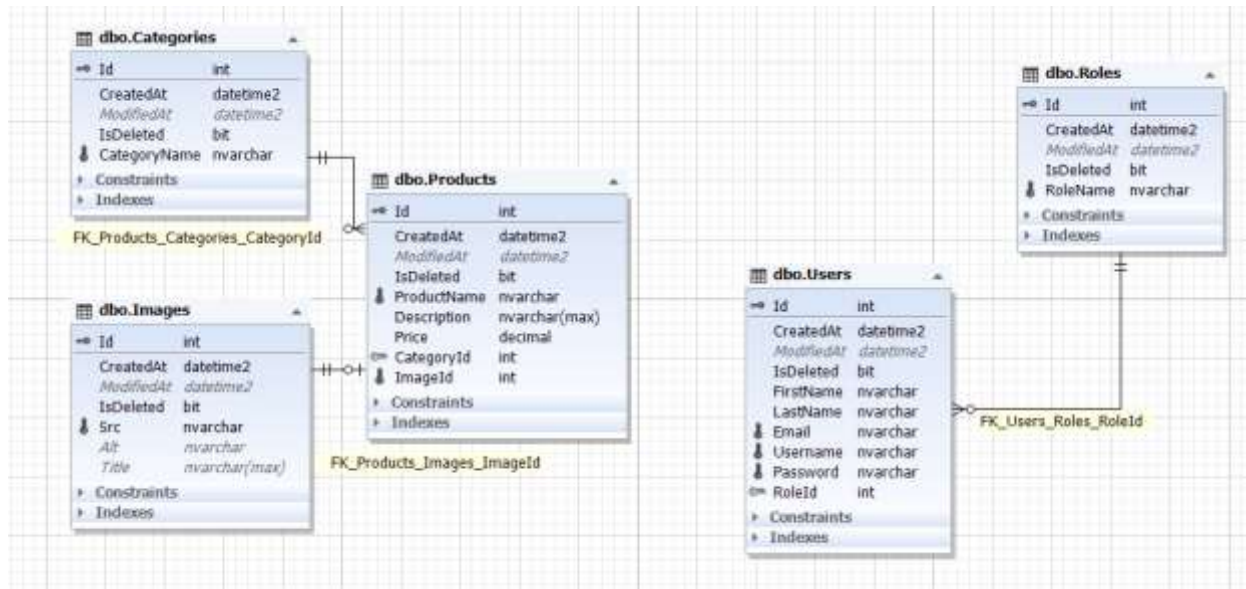 dbo.Categories
Id int
CreatedAt datetime2
ModifiedAt datetime2
IsDeleted bit
CategoryName nvarchar
Constraints
Indexes
FK_Products_Categories_CategoryId
dbo.Images
Id int
CreatedAt datetime2
ModifiedAt datetime2
IsDeleted bit
Src nvarchar
Alt nvarchar
Title nvarchar(max)
Constraints
Indexes
dbo.Products
Id int
CreatedAt datetime2
ModifiedAt datetime2
IsDeleted bit
ProductName nvarchar
Description nvarchar(max)
Price decimal
CategoryId int
ImageId int
Constraints
Indexes
FK_Products_Images_ImageId
dbo.Users
Id int
CreatedAt datetime2
ModifiedAt datetime2
IsDeleted bit
FirstName nvarchar
LastName nvarchar
Email nvarchar
Username nvarchar
Password nvarchar
RoleId int
Constraints
Indexes
dbo.Roles
Id int
CreatedAt datetime2
ModifiedAt datetime2
IsDeleted bit
RoleName nvarchar
Constraints
Indexes
FK_Users_Roles_RoleId